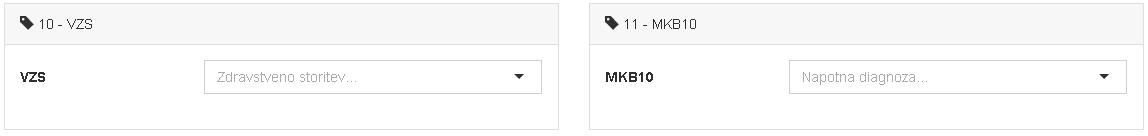 10 - VZS
VZS
Zdravstveno storitev...
11 - MKB10
MKB10
Napotna diagnoza...